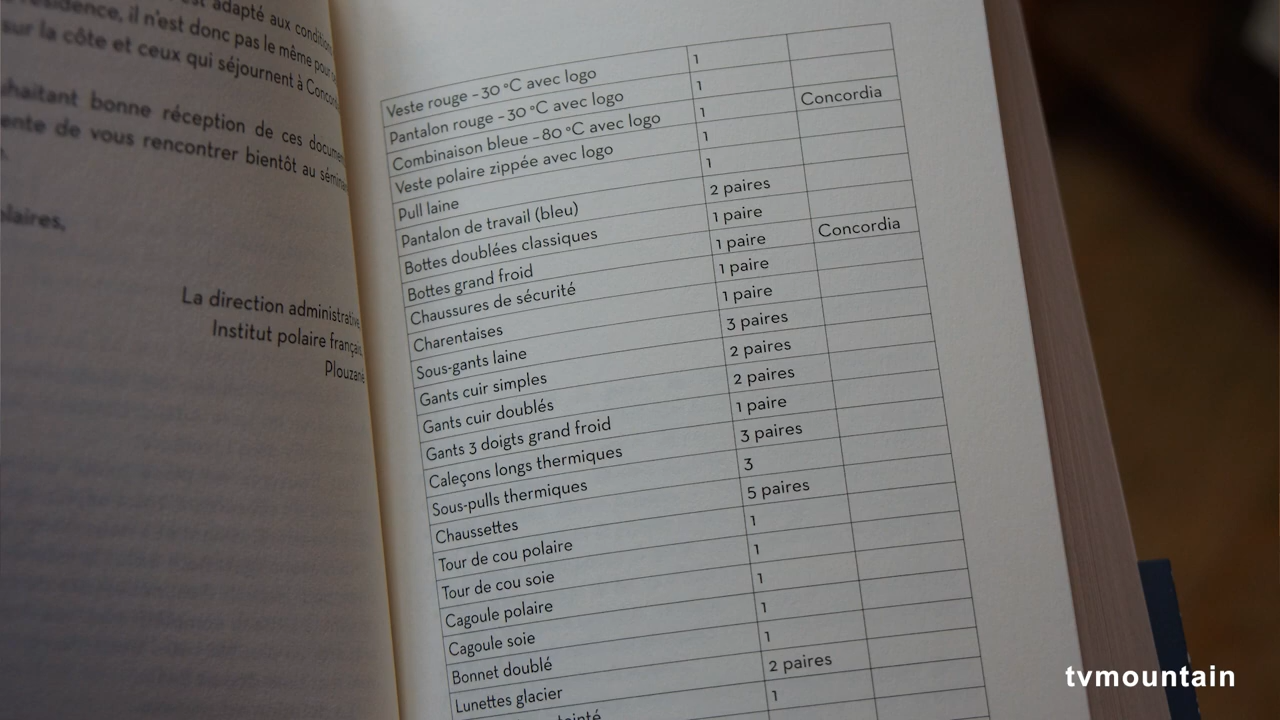 adapté aux condition
résidence, il n'est donc pas le même pour
sur la côte et ceux qui séjournent à Concor
uhaitant bonne réception de ces docume
ente de vous rencontrer bientôt au sémina
olaires,
La direction administrative
Institut polaire français
Plouzané
Veste rouge –30 °C avec logo 1
Pantalon rouge –30 °C avec logo 1
Combinaison bleue –80 °C avec logo 1 Concordia
Veste polaire zippée avec logo 1
Pull laine 1
Pantalon de travail (bleu) 2 paires
Bottes doublées classiques 1 paire
Bottes grand froid 1 paire Concordia
Chaussures de sécurité 1 paire
Charentaises 1 paire
Sous-gants laine 3 paires
Gants cuir simples 2 paires
Gants cuir doublés 2 paires
Gants 3 doigts grand froid 1 paire
Caleçons longs thermiques 3 paires
Sous-pulls thermiques 3
Chaussettes 5 paires
Tour de cou polaire 1
Tour de cou soie 1
Cagoule polaire 1
Cagoule soie 1
Bonnet doublé 1
Lunettes glacier 2 paires
1
tvmountain